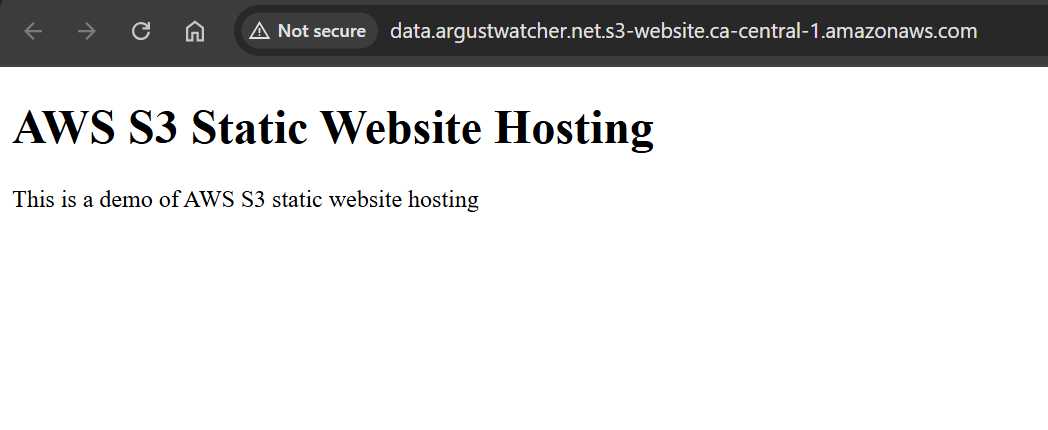 Not secure data.argustwatcher.net.s3-website.ca-central-1.amazonaws.com
AWS S3 Static Website Hosting
This is a demo of AWS S3 static website hosting